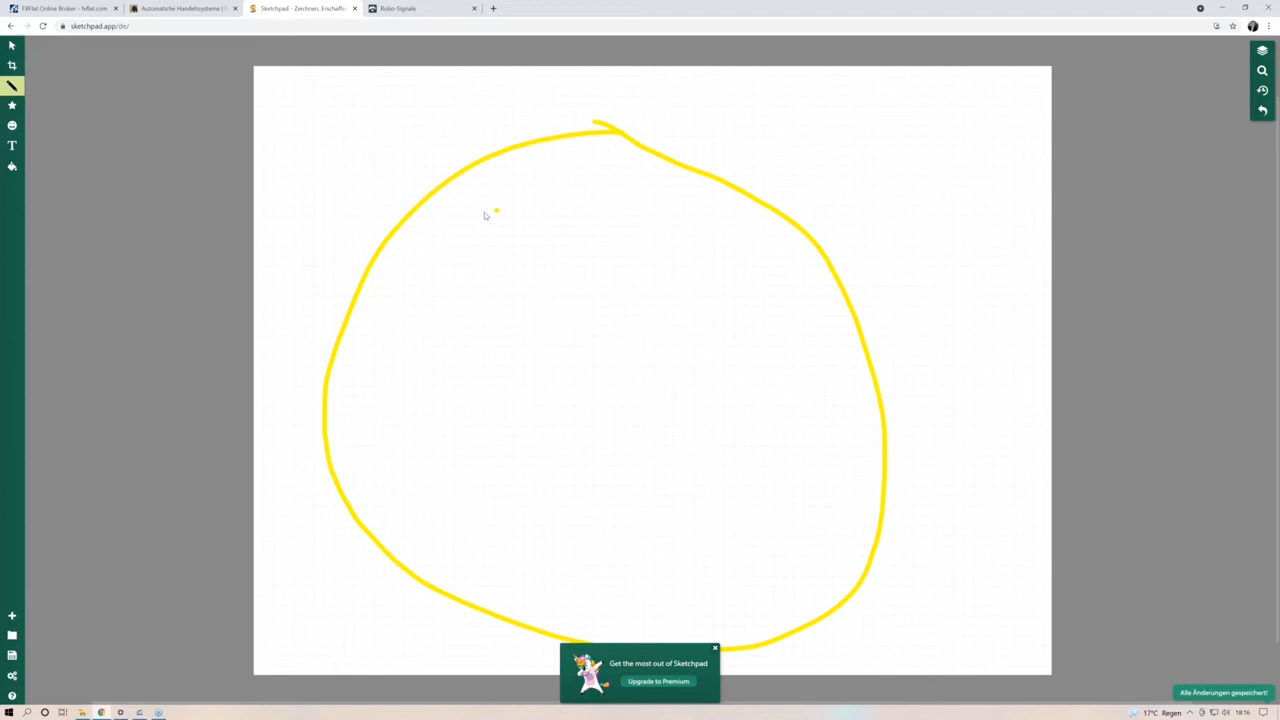 FXFlat Online Broker - fxflat.com
Automatische Handelssysteme |
Sketchpad - Zeichnen, Erschaffe
Robo-Signale
sketchpad.app/de/
Get the most out of Sketchpad
Upgrade to Premium
Alle Änderungen gespeichert!
17°C Regen
18:16